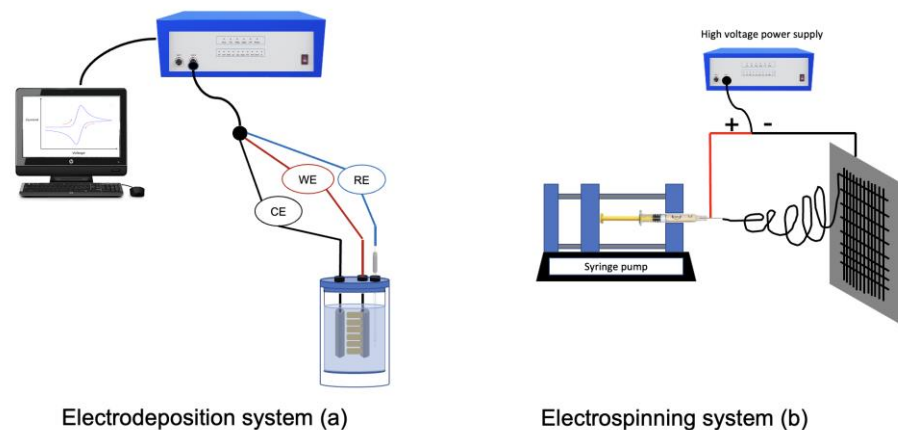 High voltage power supply
+ -
WE
RE
CE
Syringe pump
Electrodeposition system (a)
Electrospinning system (b)